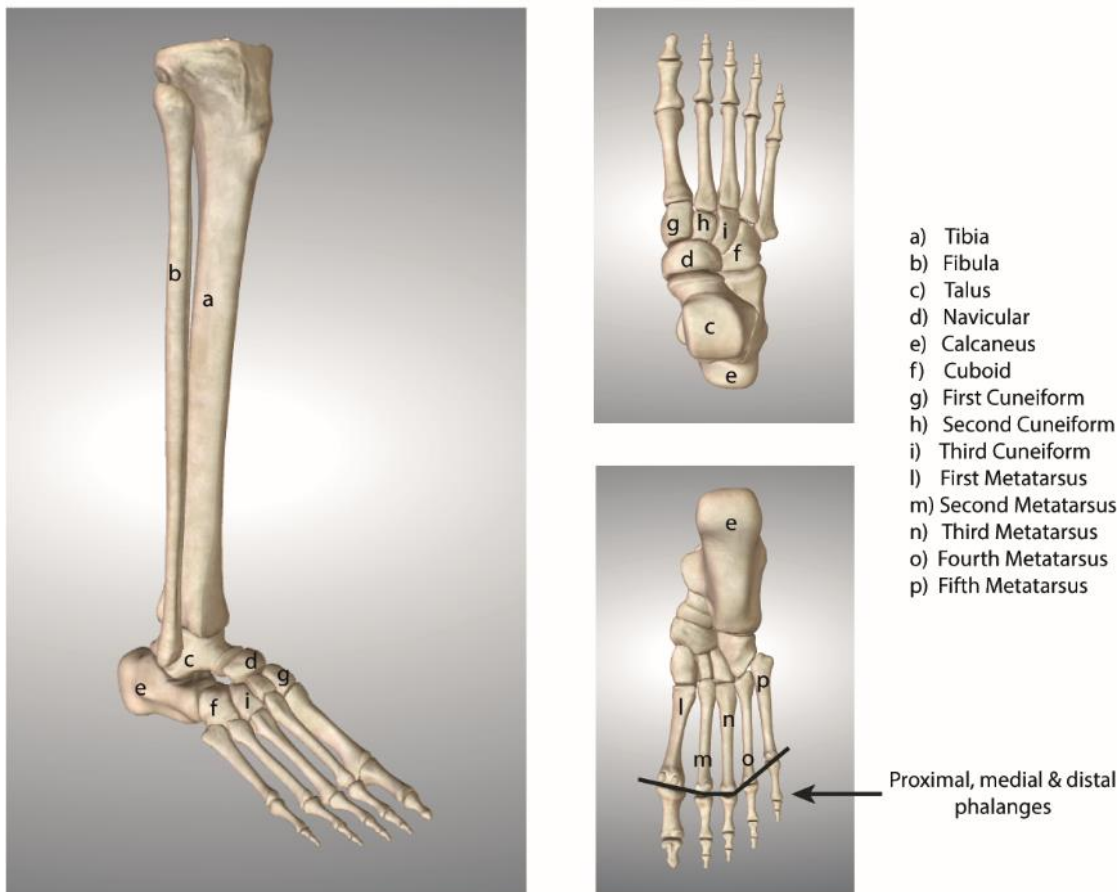 b
a
c
d
g
e
f
i
g
h
i
f
d
c
e
e
l
p
n
m
o
a) Tibia
b) Fibula
c) Talus
d) Navicular
e) Calcaneus
f) Cuboid
g) First Cuneiform
h) Second Cuneiform
i) Third Cuneiform
l) First Metatarsus
m) Second Metatarsus
n) Third Metatarsus
o) Fourth Metatarsus
p) Fifth Metatarsus
Proximal, medial & distal
phalanges